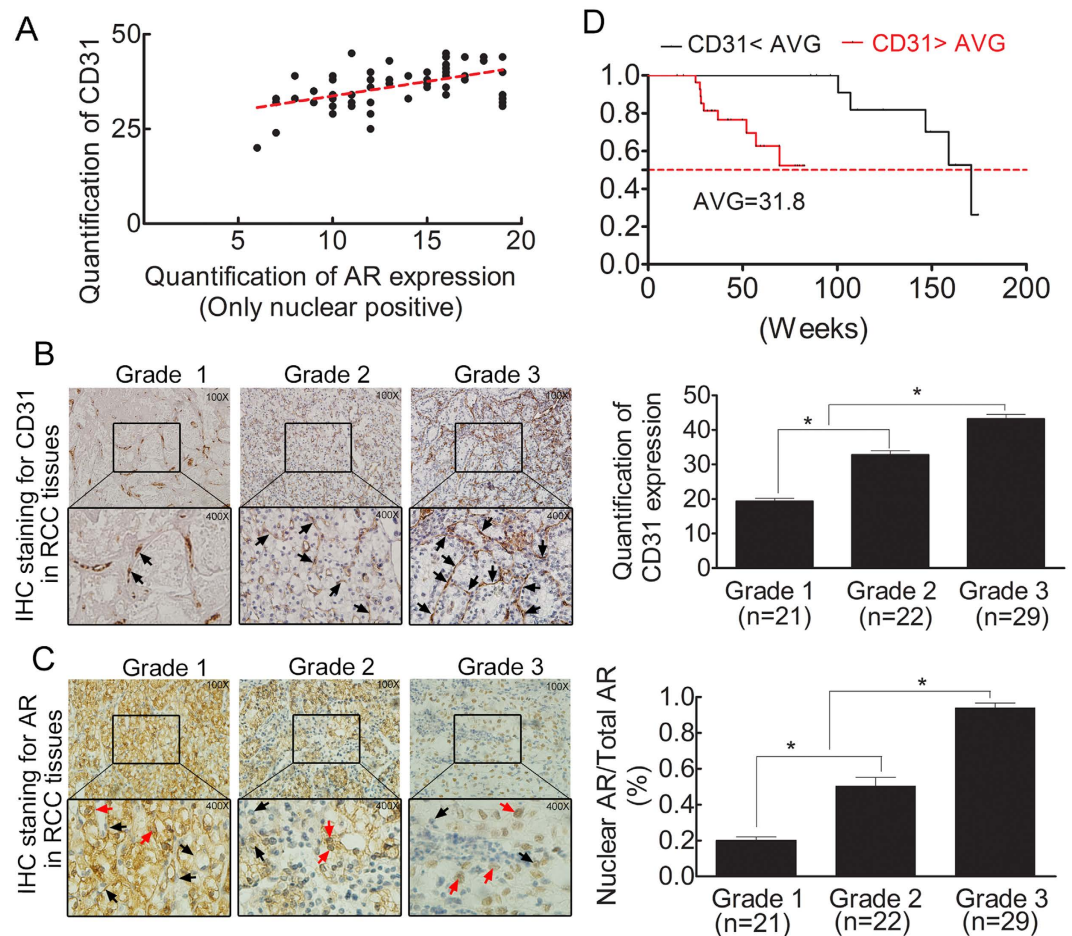 A
Quantification of CD31
50
25
0
5
10
15
20
Quantification of AR expression
(Only nuclear positive)
D
CD31< AVG
CD31> AVG
1.0
0.8
0.6
0.4
0.2
0.0
AVG=31.8
0
50
100
150
200
(Weeks)
B
IHC staining for CD31
in RCC tissues
Grade 1
Grade 2
Grade 3
100X
100X
100X
400X
400X
400X
Quantification of
CD31 expression
50
40
30
20
10
0
*
*
Grade 1
(n=21)
Grade 2
(n=22)
Grade 3
(n=29)
C
IHC staning for AR
in RCC tissues
Grade 1
Grade 2
Grade 3
100X
100X
100X
400X
400X
400X
Nuclear AR/Total AR
(%)
1.0
0.8
0.6
0.4
0.2
0.0
*
*
Grade 1
(n=21)
Grade 2
(n=22)
Grade 3
(n=29)